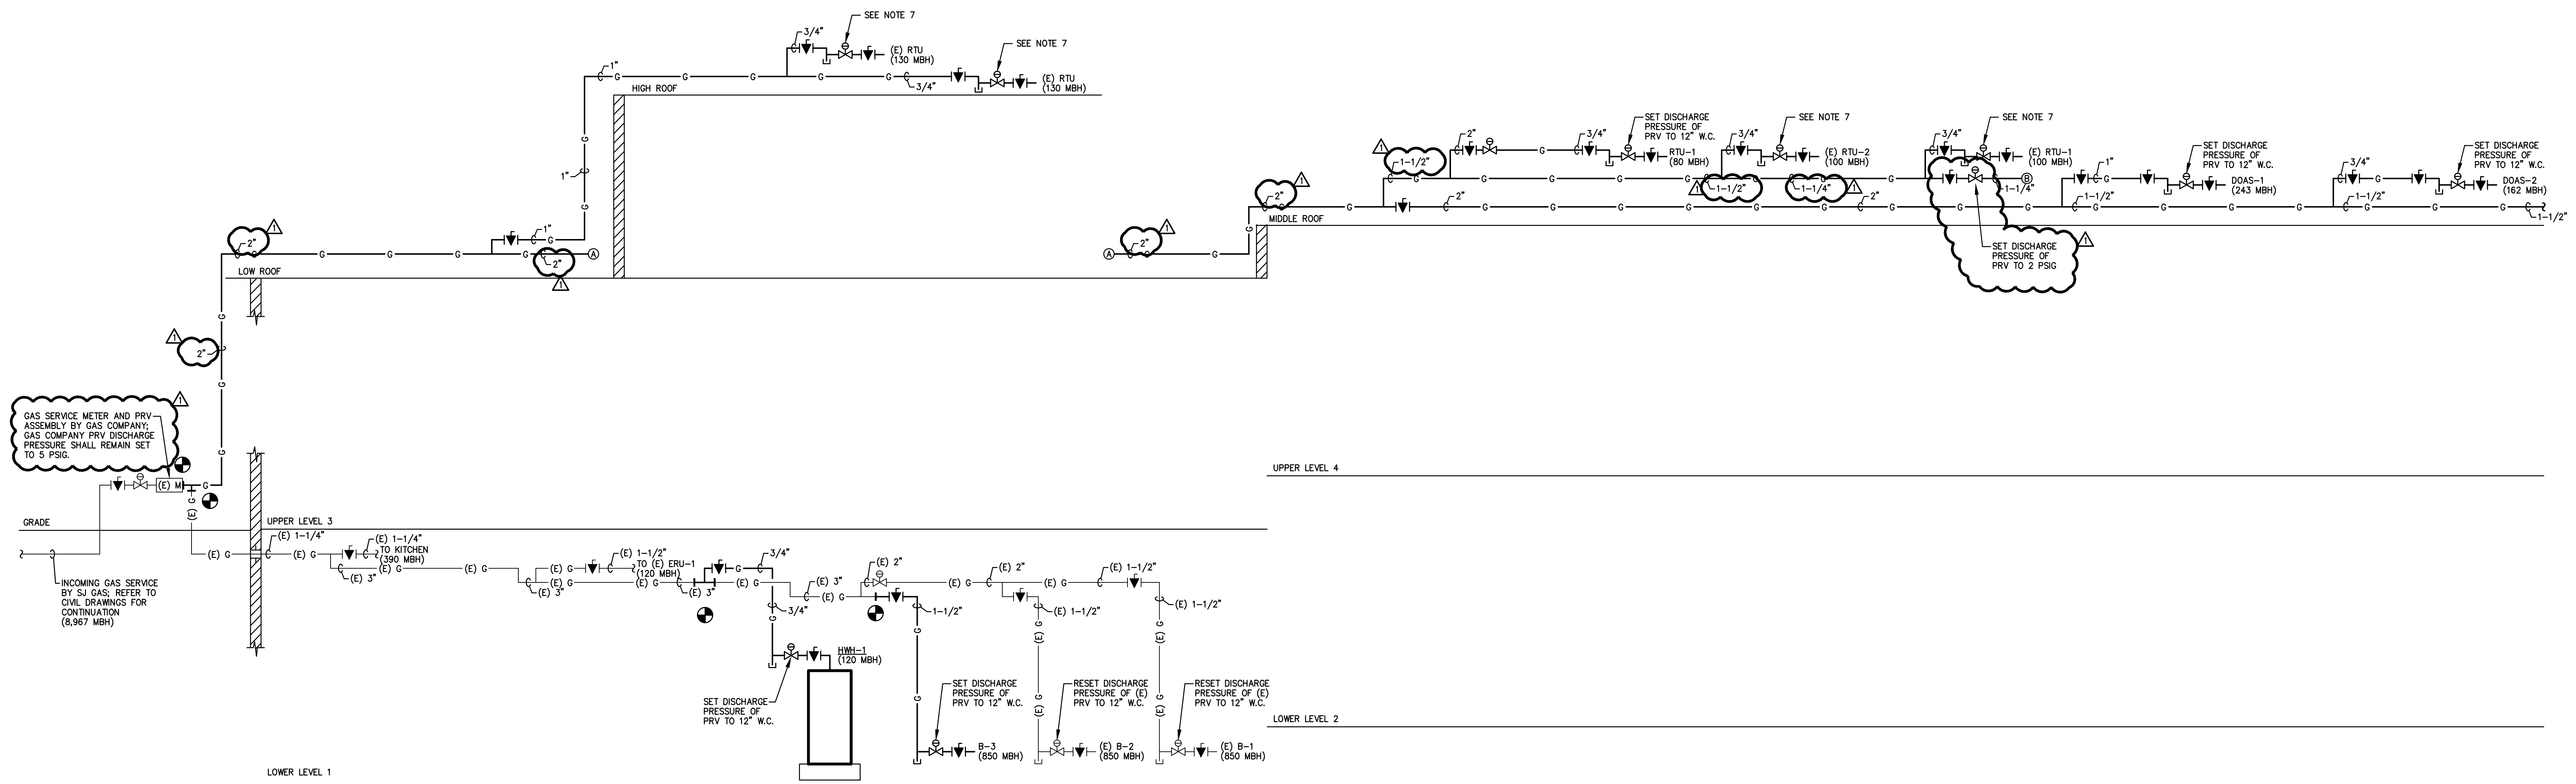 3/4"
SEE NOTE 7
(E) RTU
(130 MBH)
SEE NOTE 7
1"
G
G
G
G
G
3/4"
(E) RTU
(130 MBH)
HIGH ROOF
G
1"
G
1"
G
1
2"
G
G
G
G
G
2"
A
1
LOW ROOF
A
1
2"
G
G
G
1
2"
G
MIDDLE ROOF
1
1-1/2"
2"
G
3/4"
SET DISCHARGE
PRESSURE OF
PRV TO 12" W.C.
RTU-1
(80 MBH)
3/4"
SEE NOTE 7
(E) RTU-2
(100 MBH)
3/4"
SEE NOTE 7
(E) RTU-1
(100 MBH)
G
G
G
G
G
G
G
G
1
1-1/2"
1-1/4"
1
B
1-1/4"
1"
G
SET DISCHARGE
PRESSURE OF
PRV TO 12" W.C.
DOAS-1
(243 MBH)
3/4"
G
SET DISCHARGE
PRESSURE OF
PRV TO 12" W.C.
DOAS-2
(162 MBH)
2"
G
G
G
G
G
G
2"
G
G
G
1-1/2"
G
G
G
1-1/2"
G
G
G
1-1/2"
SET DISCHARGE
PRESSURE OF
PRV TO 2 PSIG
1
G
1
2"
G
G
1
GAS SERVICE METER AND PRV
ASSEMBLY BY GAS COMPANY;
GAS COMPANY PRV DISCHARGE
PRESSURE SHALL REMAIN SET
TO 5 PSIG.
(E) M
G
(E) G
GRADE
UPPER LEVEL 3
UPPER LEVEL 4
INCOMING GAS SERVICE
BY SJ GAS; REFER TO
CIVIL DRAWINGS FOR
CONTINUATION
(8,967 MBH)
(E) G
(E) 1-1/4"
(E) G
(E) 1-1/4"
TO KITCHEN
(390 MBH)
(E) 3"
(E) G
(E) G
(E) G
(E) 1-1/2"
TO (E) ERU-1
(120 MBH)
(E) G
(E) 3"
(E) G
(E) 3"
G
3/4"
(E) G
(E) 3"
(E) G
(E) 2"
(E) G
(E) 2"
(E) G
(E) 1-1/2"
3/4"
G
1-1/2"
(E) 1-1/2"
(E) 1-1/2"
G
(E) G
(E) G
HWH-1
(120 MBH)
SET DISCHARGE
PRESSURE OF
PRV TO 12" W.C.
G
(E) G
(E) G
SET DISCHARGE
PRESSURE OF
PRV TO 12" W.C.
RESET DISCHARGE
PRESSURE OF (E)
PRV TO 12" W.C.
RESET DISCHARGE
PRESSURE OF (E)
PRV TO 12" W.C.
B-3
(850 MBH)
(E) B-2
(850 MBH)
(E) B-1
(850 MBH)
LOWER LEVEL 2
LOWER LEVEL 1